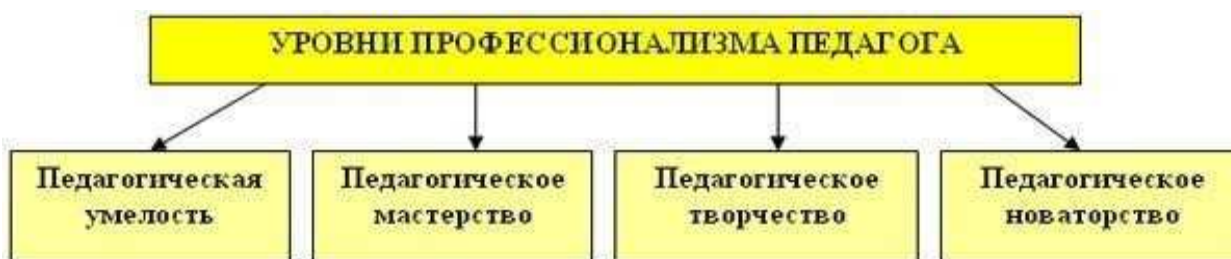 УРОВНИ ПРОФЕССИОНАЛИЗМА ПЕДАГОГА
Педагогическая
умелость
Педагогическое
мастерство
Педагогическое
творчество
Педагогическое
новаторство